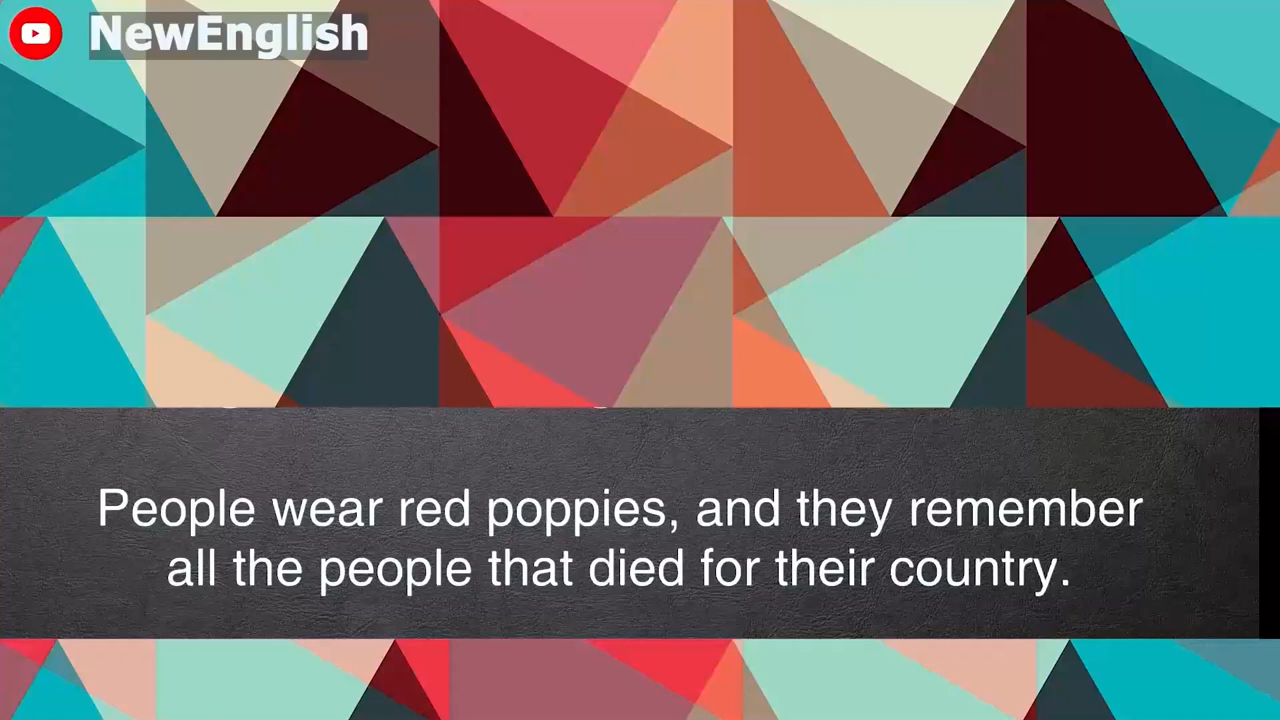 NewEnglish
People wear red poppies, and they remember
all the people that died for their country.